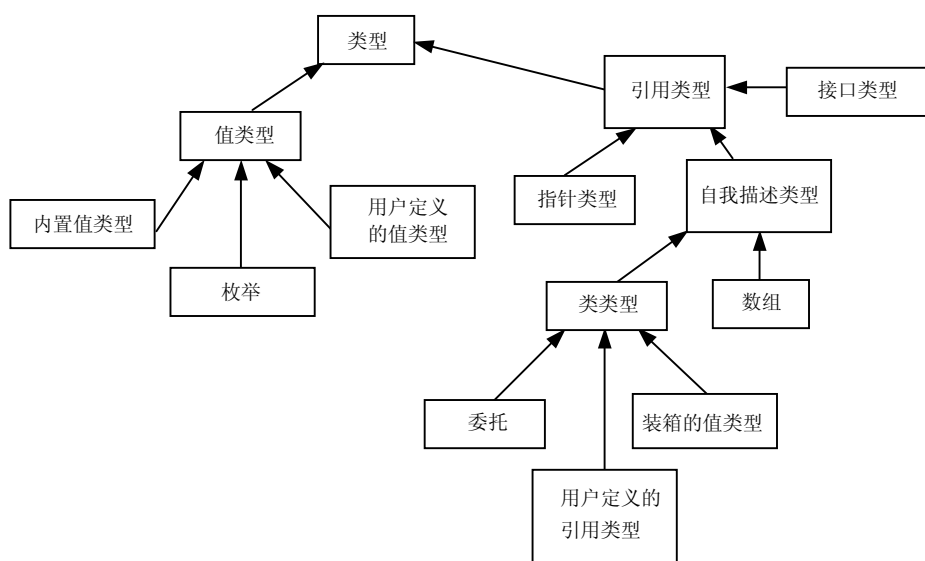 类型
引用类型
接口类型
值类型
指针类型
自我描述类型
内置值类型
用户定义
的值类型
枚举
类类型
数组
委托
装箱的值类型
用户定义的
引用类型